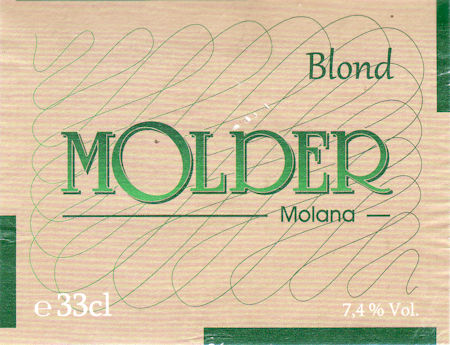 Blond
MOLDER
Molana
℮ 33cl
7,4 % Vol.